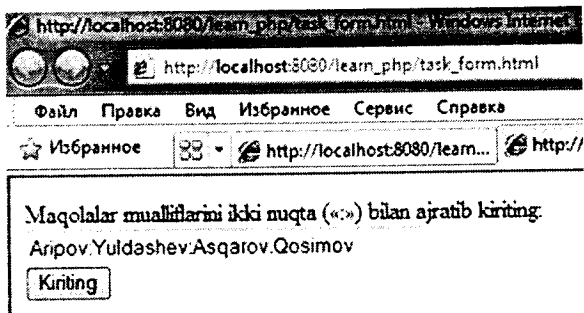 http://localhost:8080/learn_php/task_form.html - Windows Internet
http://localhost:8080/learn_php/task_form.html
Файл Правка Вид Избранное Сервис Справка
Избранное http://localhost:8080/learn... http://
Maqolalar mualliflarini ikki nuqta («:») bilan ajratib kiriting:
Aripov:Yuldashev:Asqarov:Qosimov
Kiriting